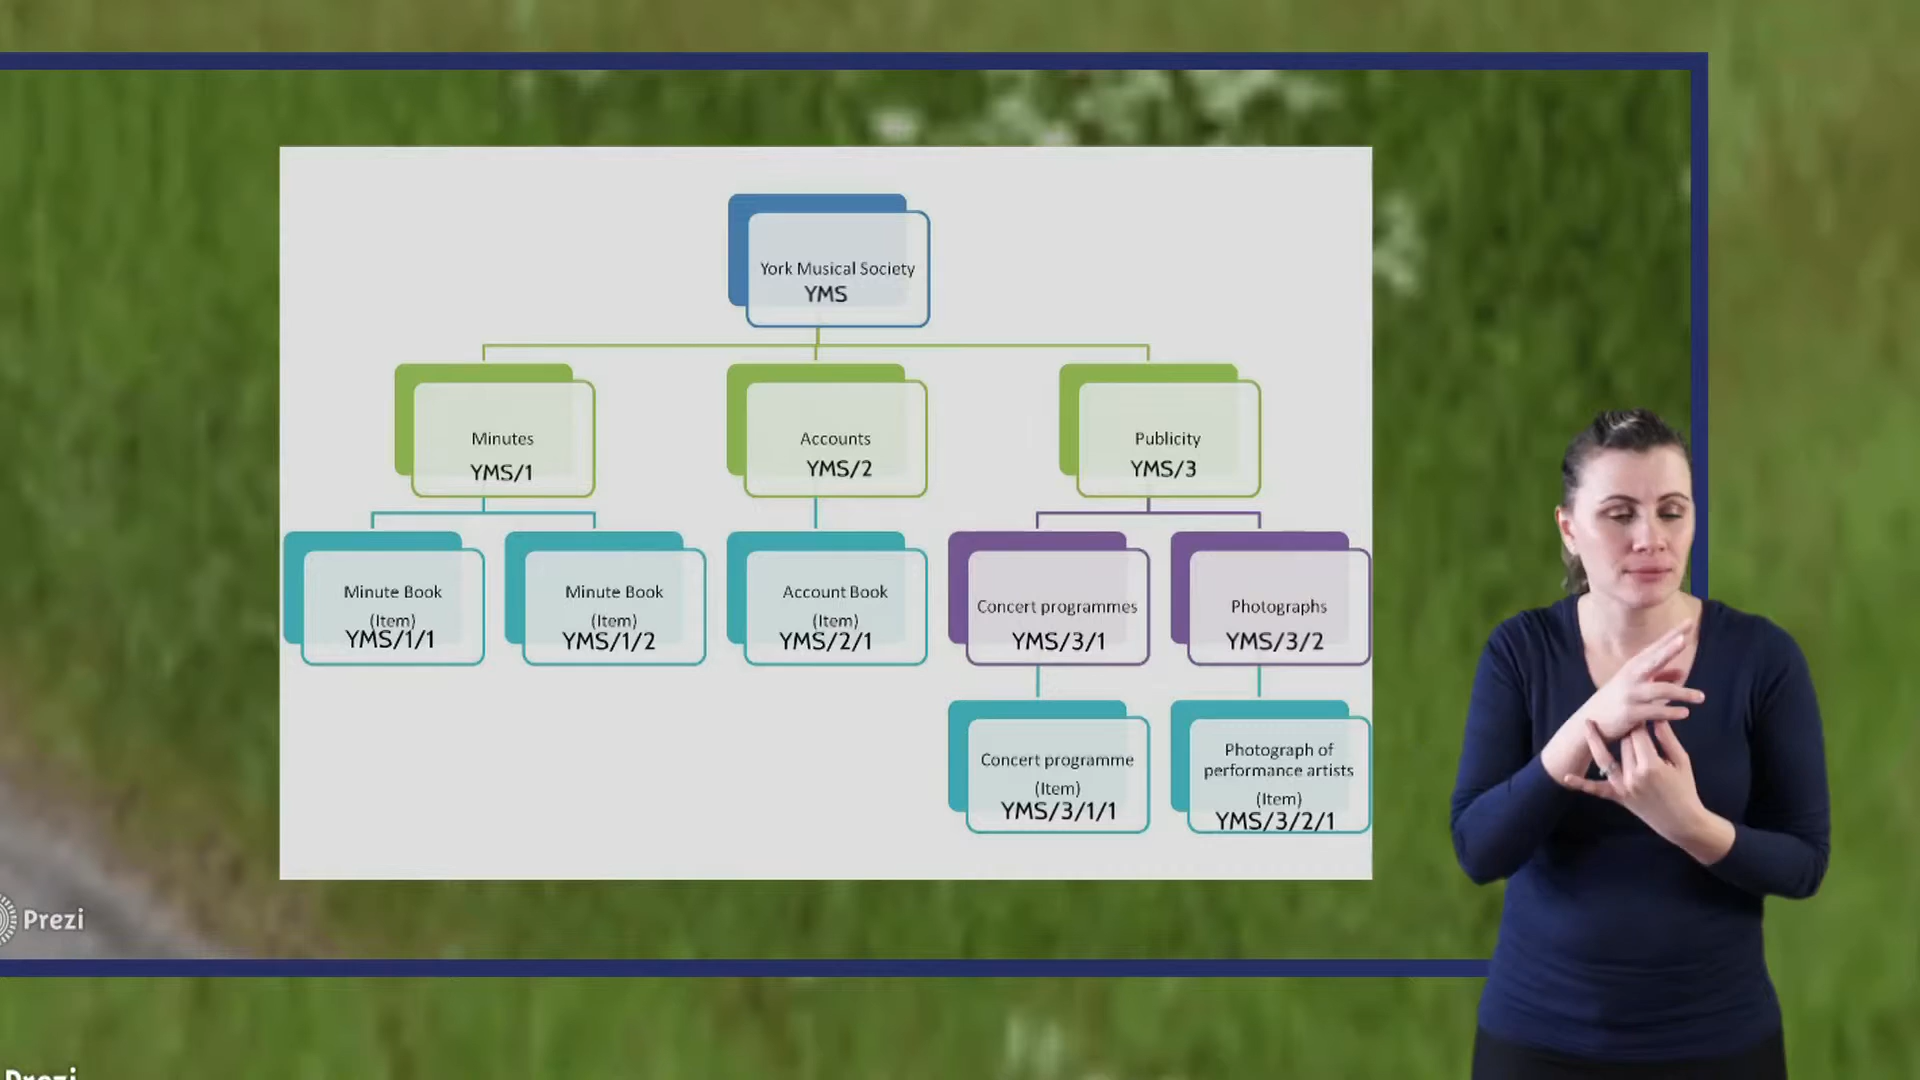 York Musical Society
YMS
Minutes
YMS/1
Accounts
YMS/2
Publicity
YMS/3
Minute Book
(Item)
YMS/1/1
Minute Book
(Item)
YMS/1/2
Account Book
(Item)
YMS/2/1
Concert programmes
YMS/3/1
Photographs
YMS/3/2
Concert programme
(Item)
YMS/3/1/1
Photograph of
performance artists
(Item)
YMS/3/2/1
Prezi
Prezi